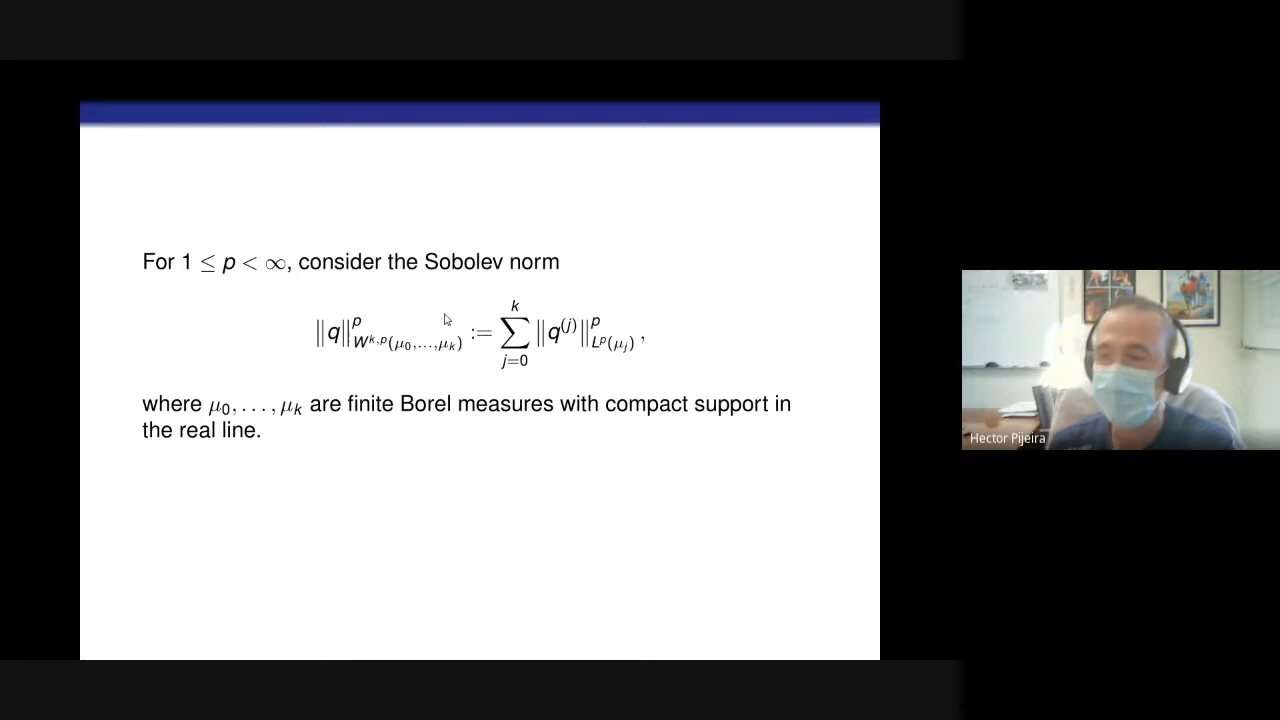 For 1 ≤ p < ∞, consider the Sobolev norm
‖q‖^p_{W^{k,p}(μ_0,…,μ_k)} := ∑_{j=0}^{k} ‖q^{(j)}‖^p_{L^p(μ_j)} ,
where μ_0, . . . , μ_k are finite Borel measures with compact support in
the real line.
Hector Pijeira